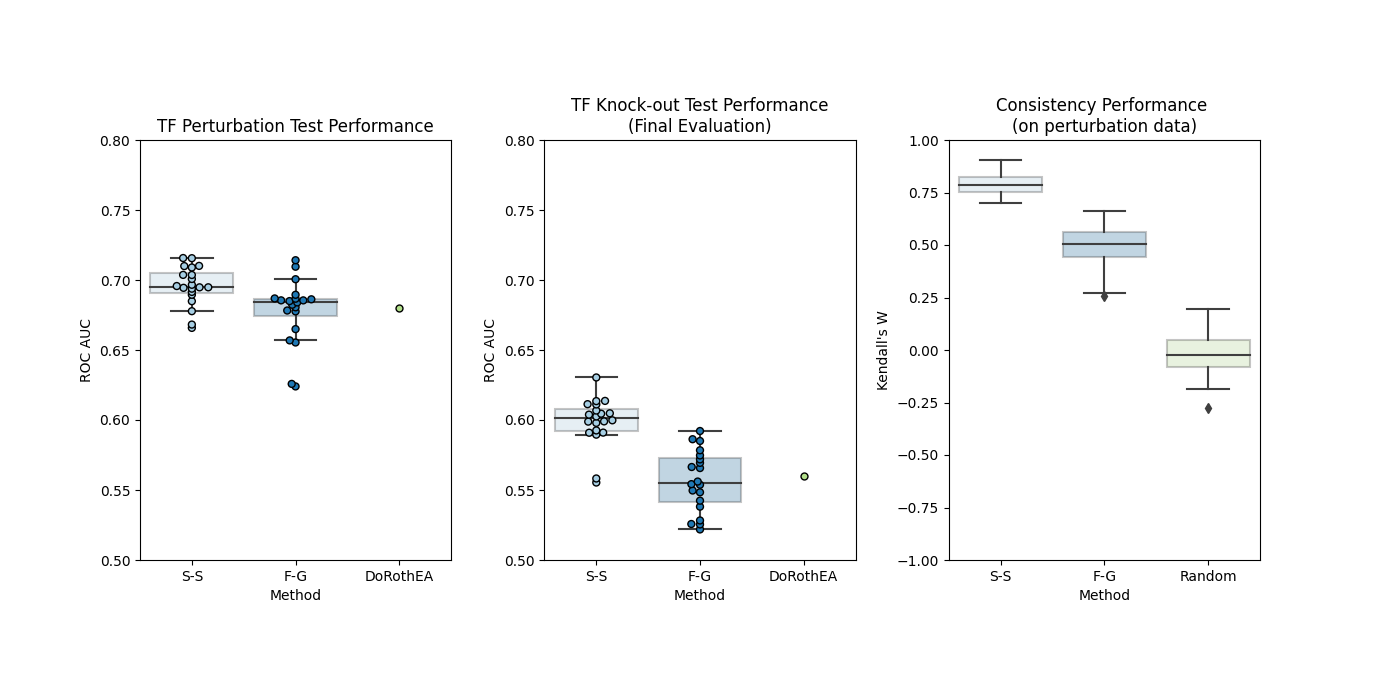 TF Perturbation Test Performance
0.80
0.75
0.70
0.65
0.60
0.55
0.50
ROC AUC
S-S
F-G
DoRothEA
Method
TF Knock-out Test Performance
(Final Evaluation)
0.80
0.75
0.70
0.65
0.60
0.55
0.50
ROC AUC
S-S
F-G
DoRothEA
Method
Consistency Performance
(on perturbation data)
1.00
0.75
0.50
0.25
0.00
−0.25
−0.50
−0.75
−1.00
Kendall's W
S-S
F-G
Random
Method